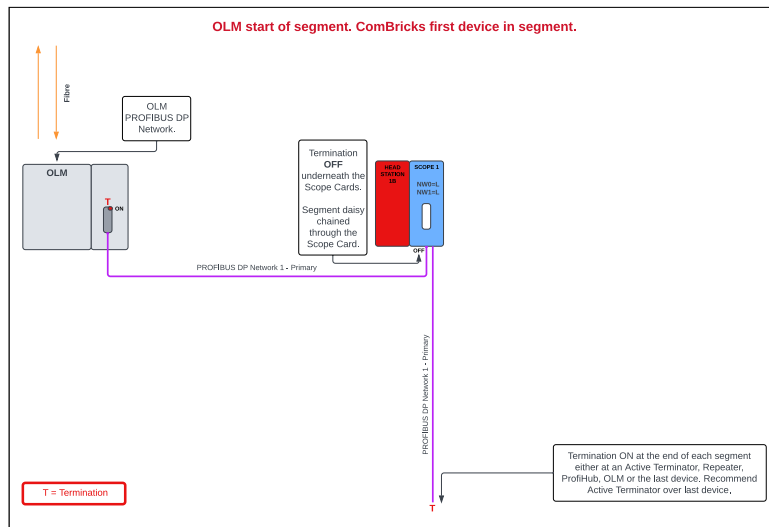 OLM start of segment. ComBricks first device in segment.
Fibre
OLM
PROFIBUS DP
Network.
OLM
T
ON
Termination
OFF
underneath the
Scope Cards.
Segment daisy
chained
through the
Scope Card.
HEAD
STATION
1B
SCOPE 1
NW0=L
NW1=L
OFF
PROFIBUS DP Network 1 - Primary
PROFIBUS DP Network 1 - Primary
Termination ON at the end of each segment
either at an Active Terminator, Repeater,
ProfiHub, OLM or the last device. Recommend
Active Terminator over last device,
T = Termination
T